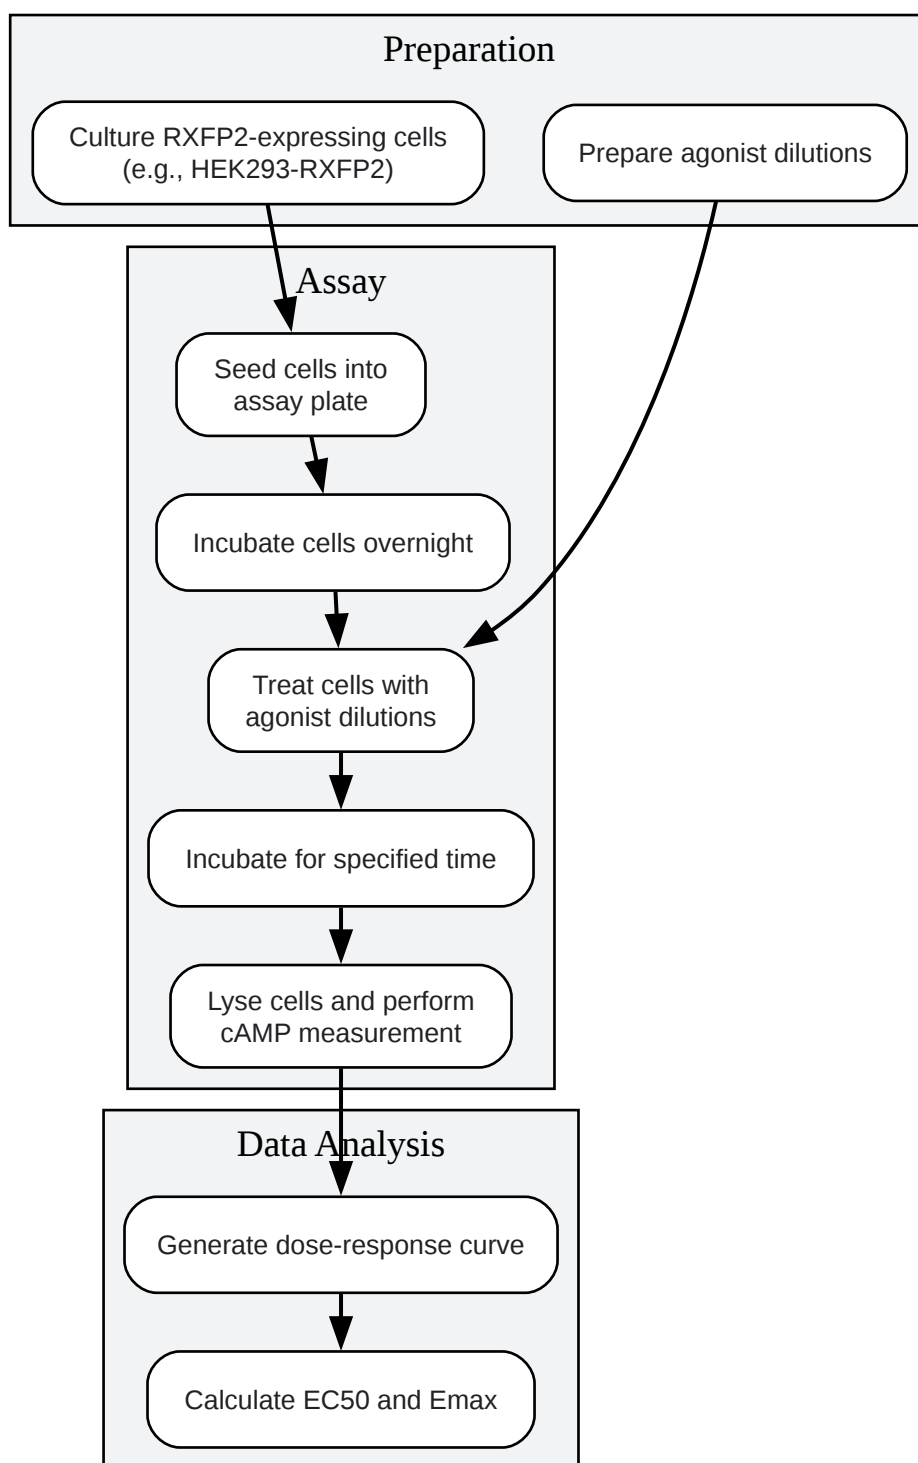 Preparation
Culture RXFP2-expressing cells
(e.g., HEK293-RXFP2)
Prepare agonist dilutions
Assay
Seed cells into
assay plate
Incubate cells overnight
Treat cells with
agonist dilutions
Incubate for specified time
Lyse cells and perform
cAMP measurement
Data Analysis
Generate dose-response curve
Calculate EC50 and Emax